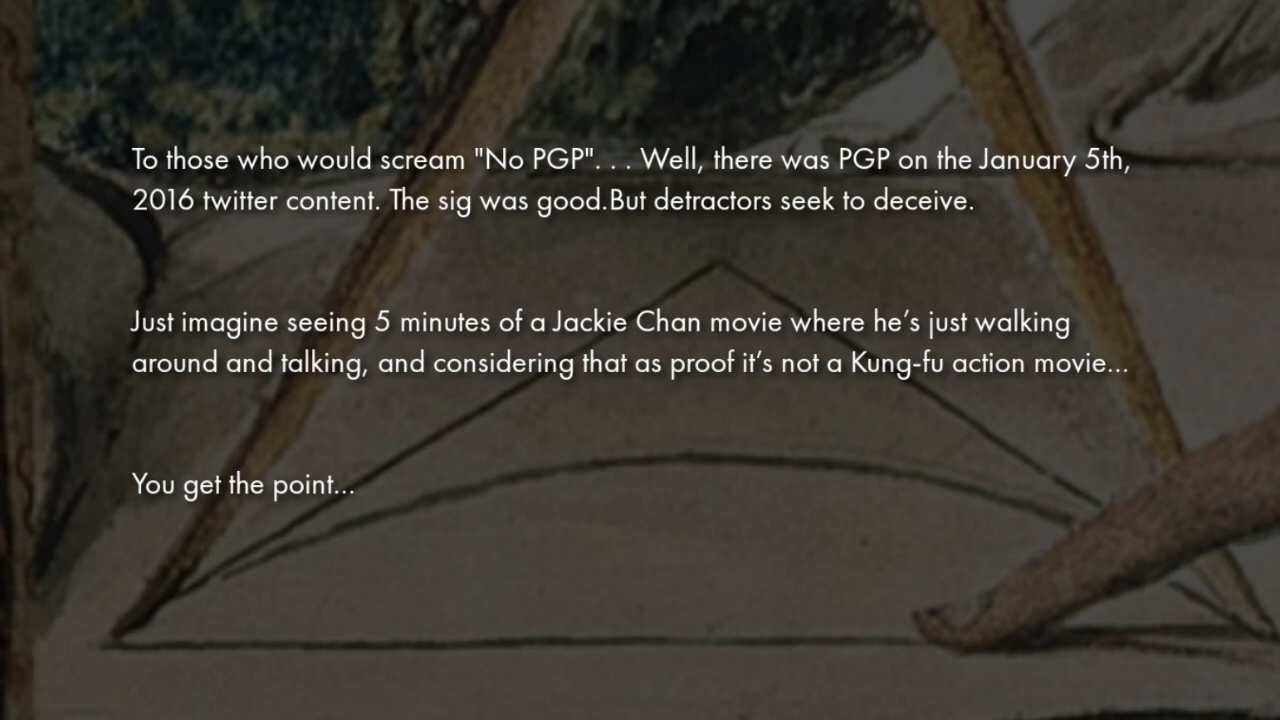 To those who would scream "No PGP". . . Well, there was PGP on the January 5th,
2016 twitter content. The sig was good.But detractors seek to deceive.
Just imagine seeing 5 minutes of a Jackie Chan movie where he’s just walking
around and talking, and considering that as proof it’s not a Kung-fu action movie...
You get the point...